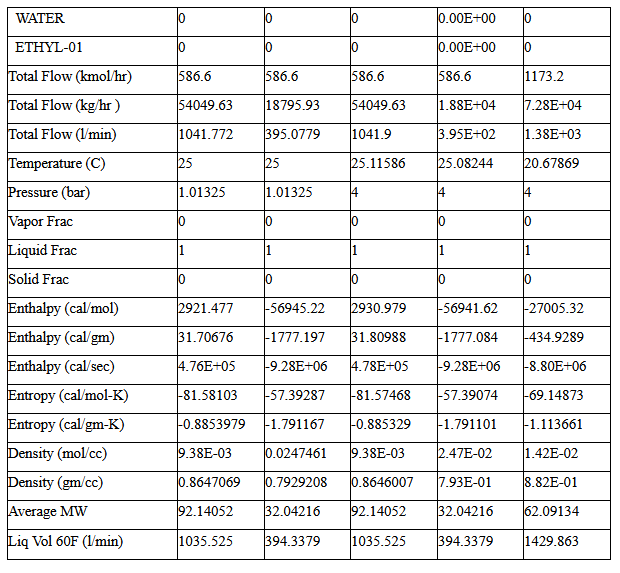 WATER 0 0 0 0.00E+00 0
ETHYL-01 0 0 0 0.00E+00 0
Total Flow (kmol/hr) 586.6 586.6 586.6 586.6 1173.2
Total Flow (kg/hr ) 54049.63 18795.93 54049.63 1.88E+04 7.28E+04
Total Flow (l/min) 1041.772 395.0779 1041.9 3.95E+02 1.38E+03
Temperature (C) 25 25 25.11586 25.08244 20.67869
Pressure (bar) 1.01325 1.01325 4 4 4
Vapor Frac 0 0 0 0 0
Liquid Frac 1 1 1 1 1
Solid Frac 0 0 0 0 0
Enthalpy (cal/mol) 2921.477 -56945.22 2930.979 -56941.62 -27005.32
Enthalpy (cal/gm) 31.70676 -1777.197 31.80988 -1777.084 -434.9289
Enthalpy (cal/sec) 4.76E+05 -9.28E+06 4.78E+05 -9.28E+06 -8.80E+06
Entropy (cal/mol-K) -81.58103 -57.39287 -81.57468 -57.39074 -69.14873
Entropy (cal/gm-K) -0.8853979 -1.791167 -0.885329 -1.791101 -1.113661
Density (mol/cc) 9.38E-03 0.0247461 9.38E-03 2.47E-02 1.42E-02
Density (gm/cc) 0.8647069 0.7929208 0.8646007 7.93E-01 8.82E-01
Average MW 92.14052 32.04216 92.14052 32.04216 62.09134
Liq Vol 60F (l/min) 1035.525 394.3379 1035.525 394.3379 1429.863